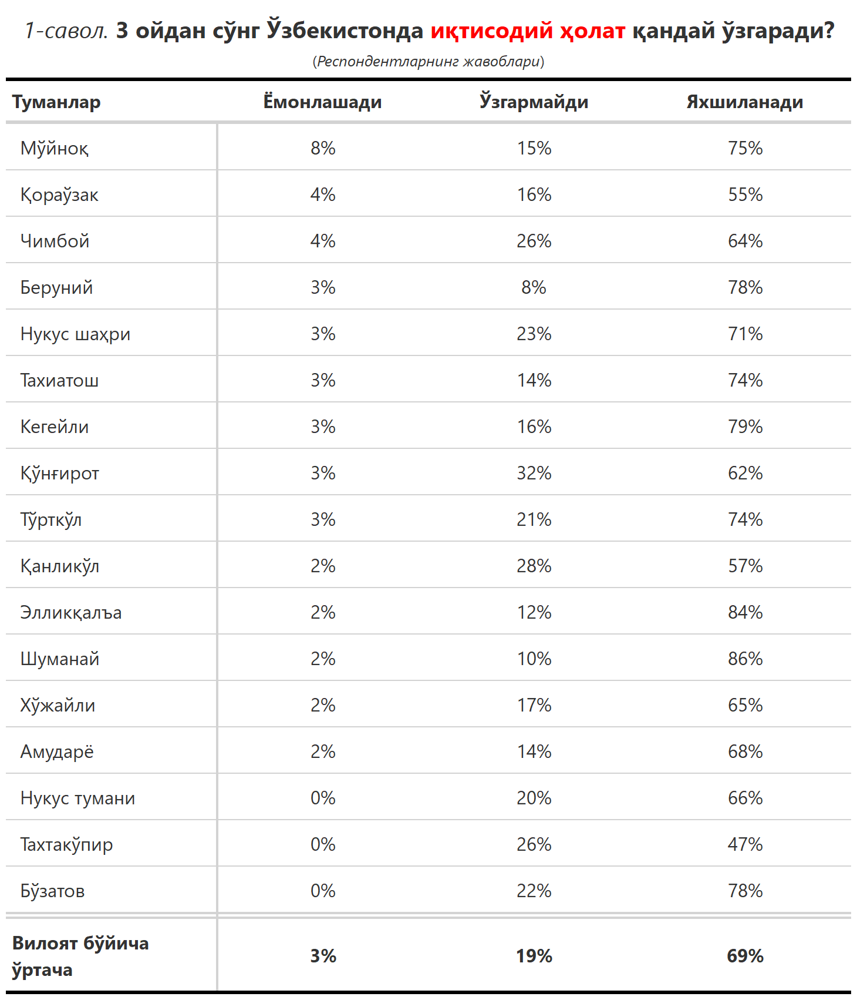 1-савол. 3 ойдан сўнг Ўзбекистонда иқтисодий ҳолат қандай ўзгаради?
(Респондентларнинг жавоблари)
Туманлар Ёмонлашади Ўзгармайди Яхшиланади
Мўйноқ 8% 15% 75%
Қораўзак 4% 16% 55%
Чимбой 4% 26% 64%
Беруний 3% 8% 78%
Нукус шаҳри 3% 23% 71%
Тахиатош 3% 14% 74%
Кегейли 3% 16% 79%
Қўнғирот 3% 32% 62%
Тўрткўл 3% 21% 74%
Қанликўл 2% 28% 57%
Элликқалъа 2% 12% 84%
Шуманай 2% 10% 86%
Хўжайли 2% 17% 65%
Амударё 2% 14% 68%
Нукус тумани 0% 20% 66%
Тахтакўпир 0% 26% 47%
Бўзатов 0% 22% 78%
Вилоят бўйича
ўртача 3% 19% 69%